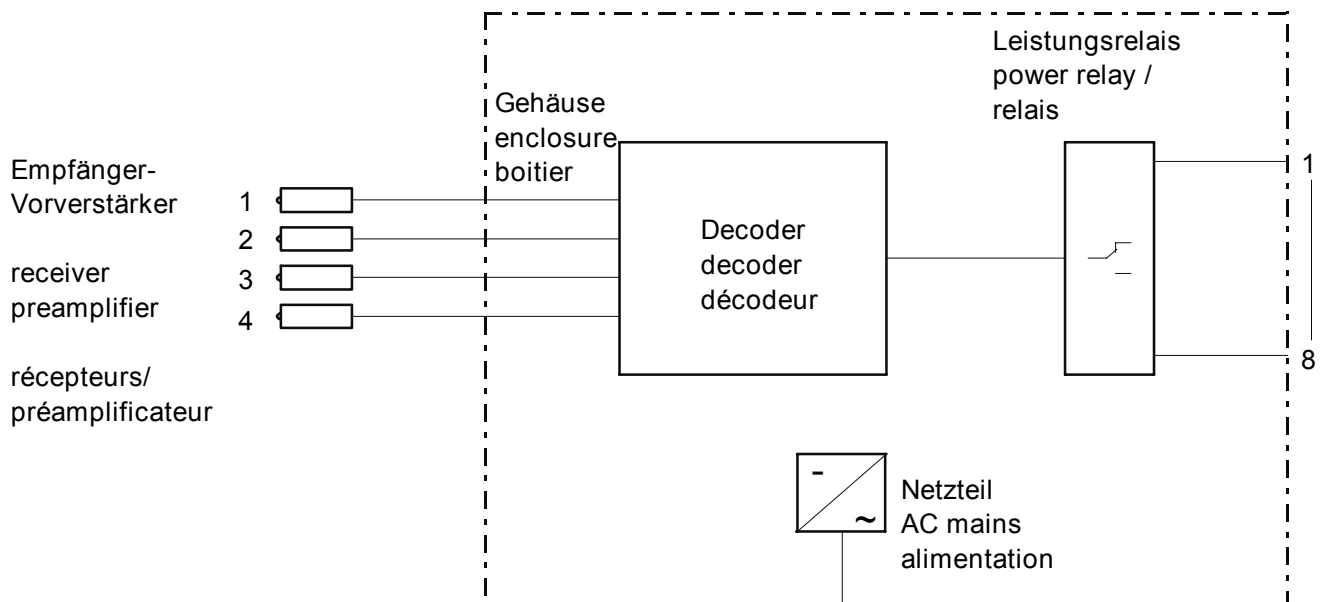 Leistungsrelais
power relay /
relais
Gehäuse
enclosure
boitier
Empfänger-
Vorverstärker
receiver
preamplifier
récepteurs/
préamplificateur
1
2
3
4
Decoder
decoder
décodeur
1
8
-
~
Netzteil
AC mains
alimentation